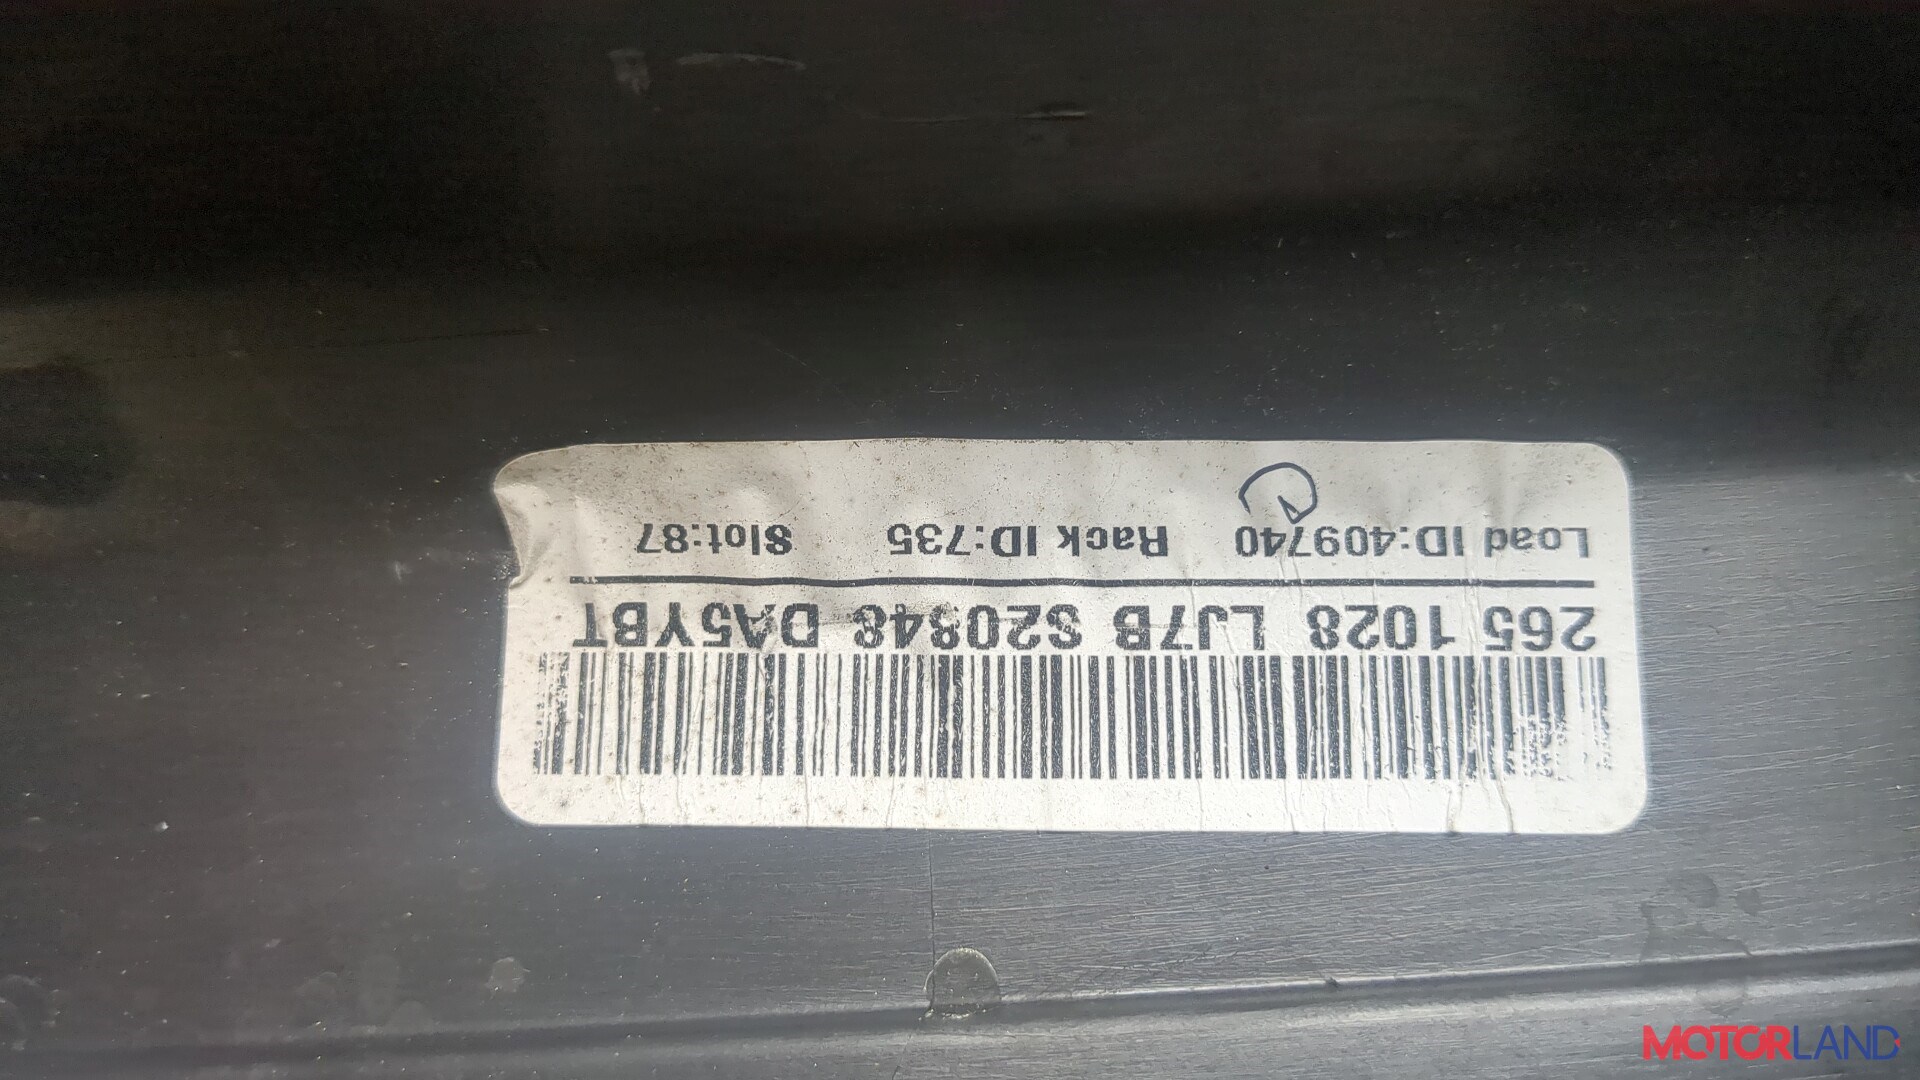 265 1028 LJ7B S20848 DA5YBT
Load ID:409740 Rack ID:735 Slot:87
MOTORLAND